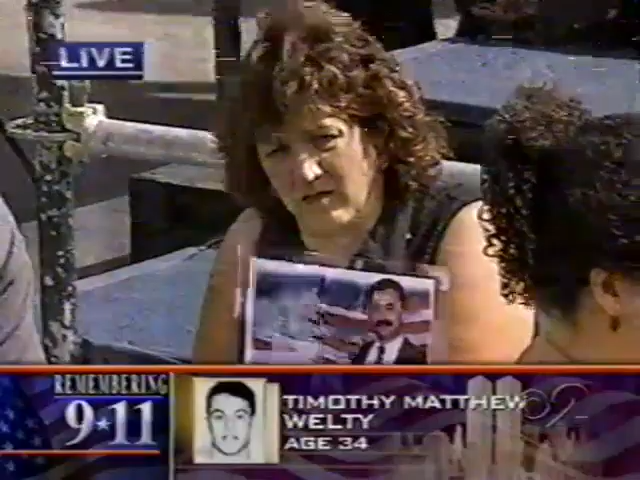 LIVE
REMEMBERING
9★11
TIMOTHY MATTHEW
WELTY
AGE 34